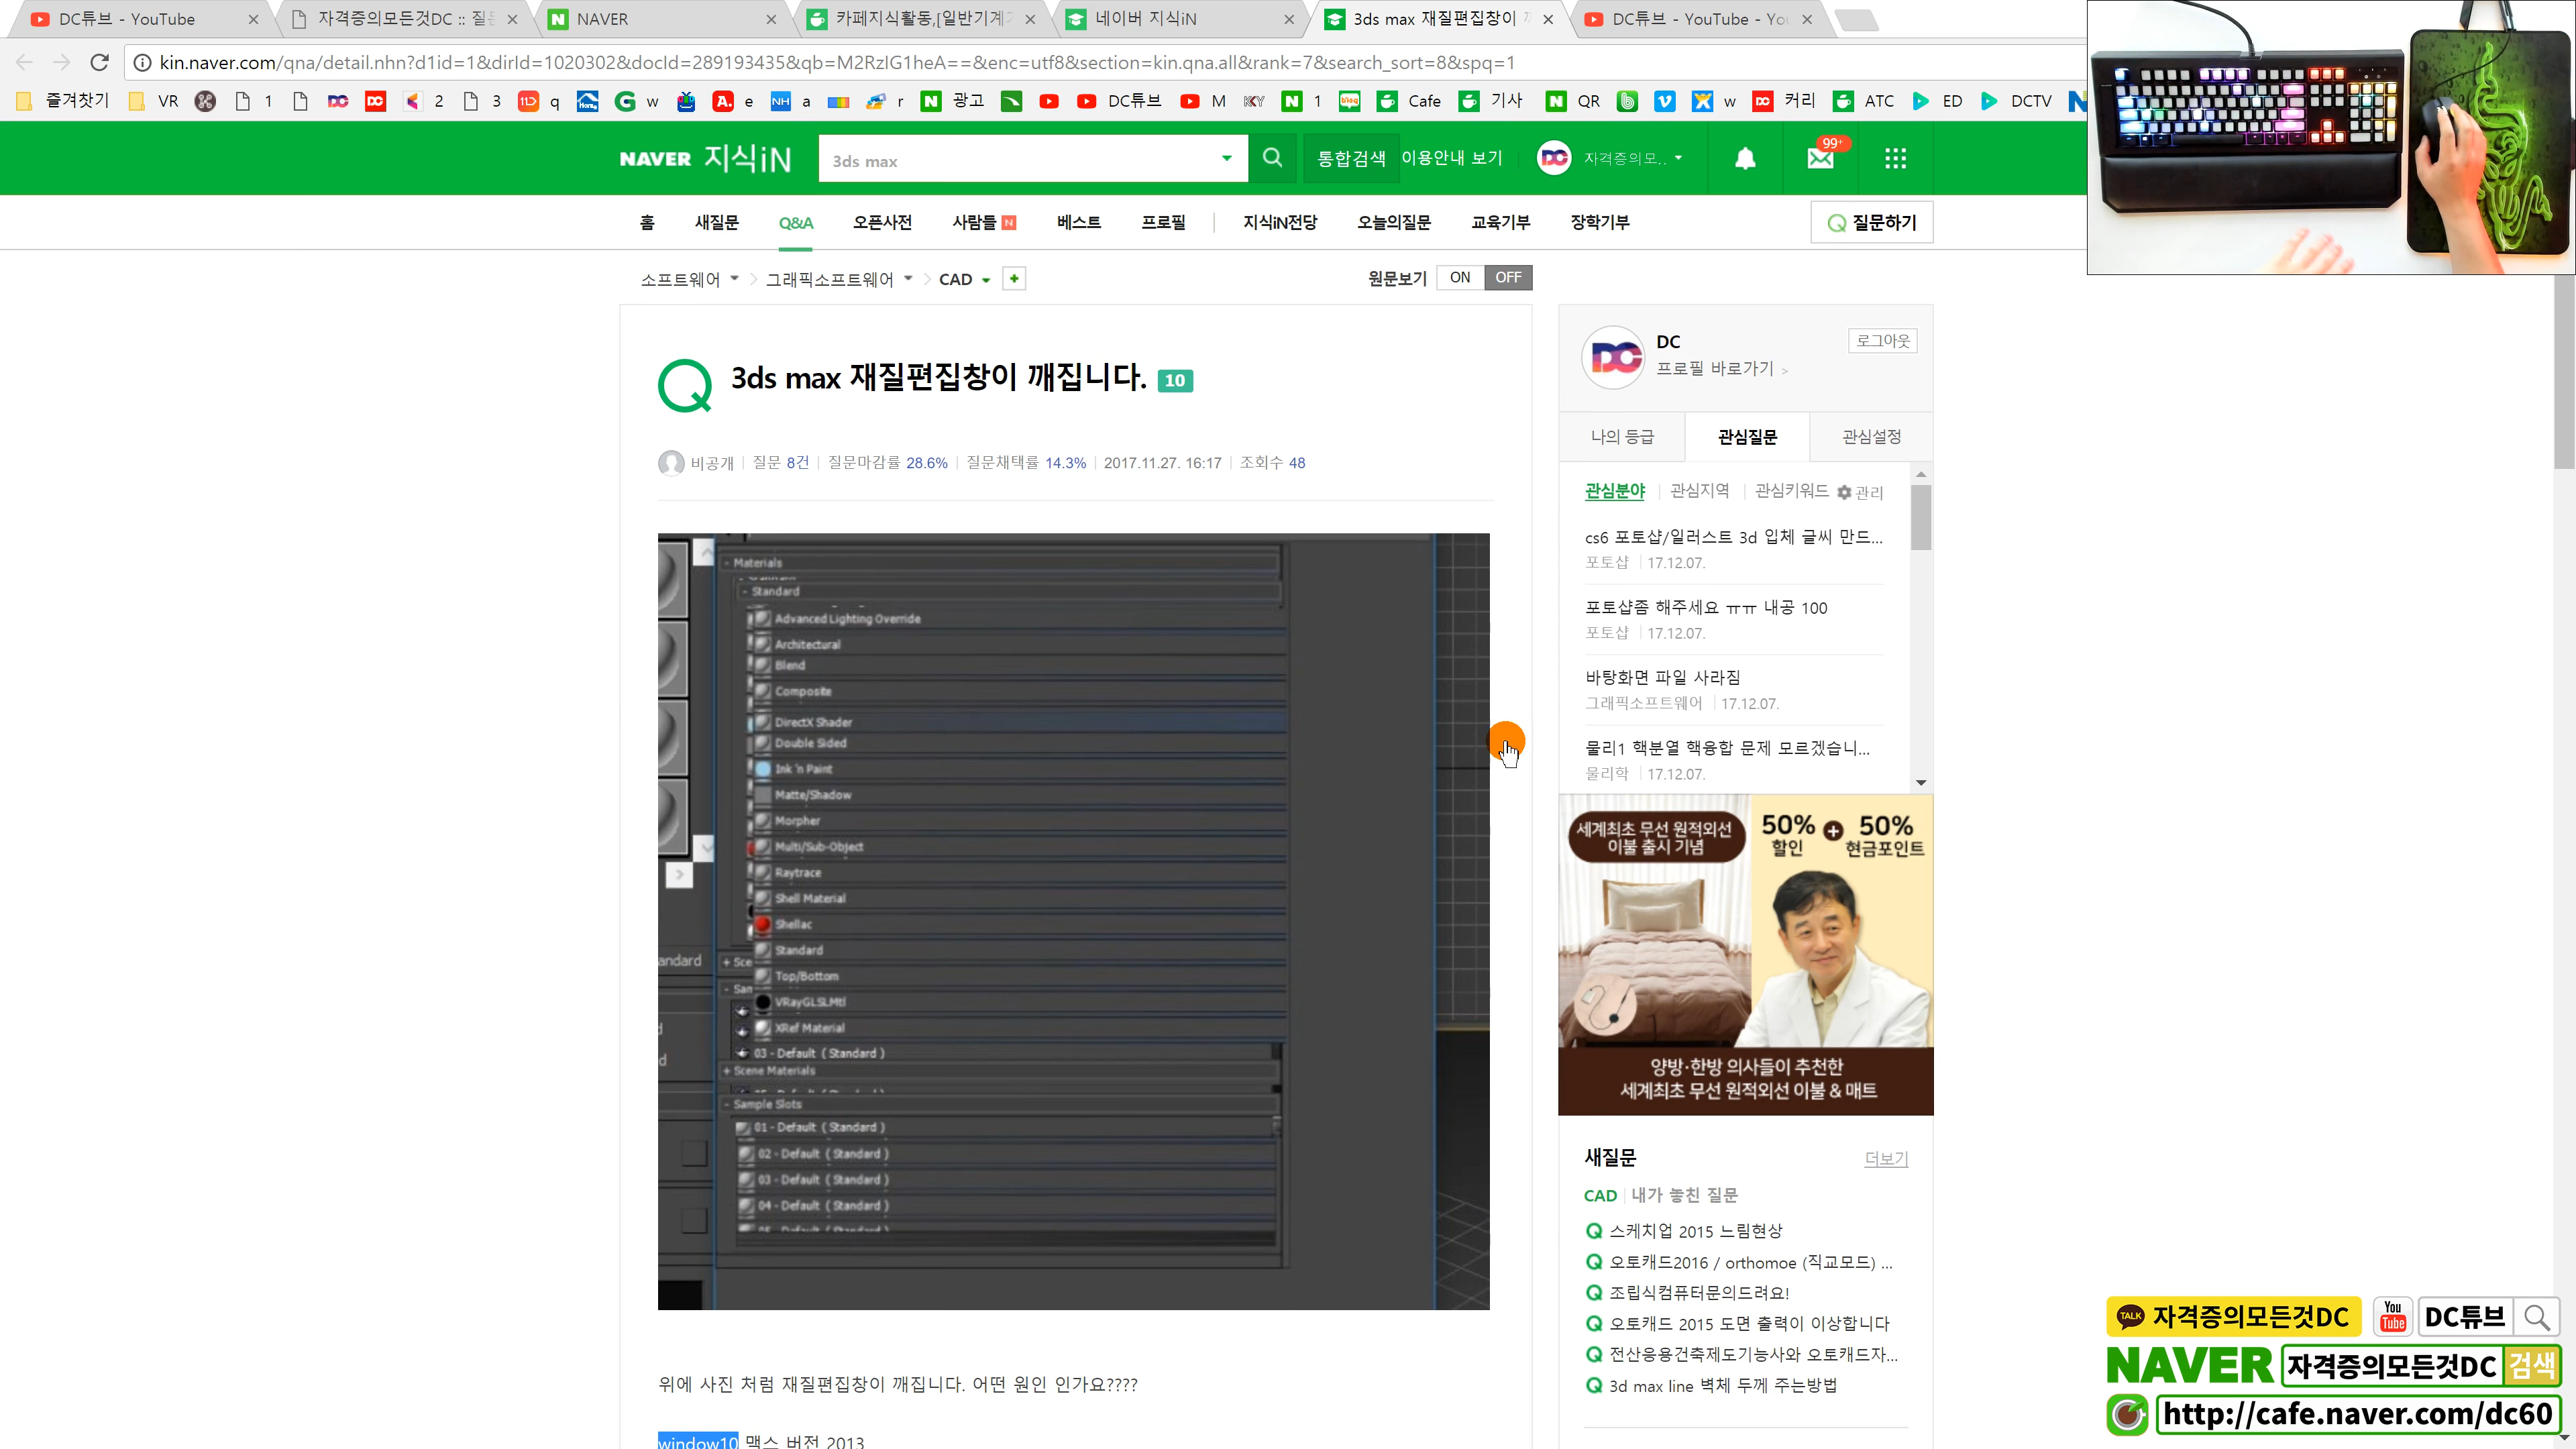 DC튜브 - YouTube
자격증의모든것DC :: 질
NAVER
카페지식활동,[일반기계
네이버 지식iN
3ds max 재질편집창이
DC튜브 - YouTube - You
kin.naver.com/qna/detail.nhn?d1id=1&dirId=1020302&docId=289193435&qb=M2RzIG1heA==&enc=utf8&section=kin.qna.all&rank=7&search_sort=8&spq=1
즐겨찾기 VR 1 DC DC 2 3 11D q Home G w A. e NH a r N 광고 DC튜브 M KKY N 1 blog Cafe 기사 N QR b V w DC 커리 ATC ED DCTV N
NAVER 지식iN
3ds max
통합검색
이용안내 보기
DC 자격증의모..
99+
홈 새질문 Q&A 오픈사전 사람들 N 베스트 프로필 지식iN전당 오늘의질문 교육기부 장학기부
질문하기
소프트웨어 > 그래픽소프트웨어 > CAD +
원문보기 ON OFF
3ds max 재질편집창이 깨집니다. 10
비공개 질문 8건 질문마감률 28.6% 질문채택률 14.3% 2017.11.27. 16:17 조회수 48
- Materials
- Standard
Advanced Lighting Override
Architectural
Blend
Composite
DirectX Shader
Double Sided
Ink 'n Paint
Matte/Shadow
Morpher
Multi/Sub-Object
Raytrace
Shell Material
Shellac
Standard
andard + Sce
Top/Bottom
- Sam
VRayGLSLMtl
XRef Material
03 - Default ( Standard )
+ Scene Materials
- Sample Slots
01 - Default ( Standard )
02 - Default ( Standard )
03 - Default ( Standard )
04 - Default ( Standard )
05 - Default ( Standard )
위에 사진 처럼 재질편집창이 깨집니다. 어떤 원인 인가요????
window10 맥스 버전 2013
DC
DC
로그아웃
프로필 바로가기 >
나의 등급 관심질문 관심설정
관심분야 관심지역 관심키워드 관리
cs6 포토샵/일러스트 3d 입체 글씨 만드...
포토샵 17.12.07.
포토샵좀 해주세요 ㅠㅠ 내공 100
포토샵 17.12.07.
바탕화면 파일 사라짐
그래픽소프트웨어 17.12.07.
물리1 핵분열 핵융합 문제 모르겠습니...
물리학 17.12.07.
세계최초 무선 원적외선
이불 출시 기념
50% + 50%
할인 현금포인트
양방·한방 의사들이 추천한
세계최초 무선 원적외선 이불 & 매트
새질문 더보기
CAD 내가 놓친 질문
스케치업 2015 느림현상
오토캐드2016 / orthomoe (직교모드) ...
조립식컴퓨터문의드려요!
오토캐드 2015 도면 출력이 이상합니다
전산응용건축제도기능사와 오토캐드자...
3d max line 벽체 두께 주는방법
TALK 자격증의모든것DC
You Tube DC튜브
NAVER 자격증의모든것DC 검색
http://cafe.naver.com/dc60